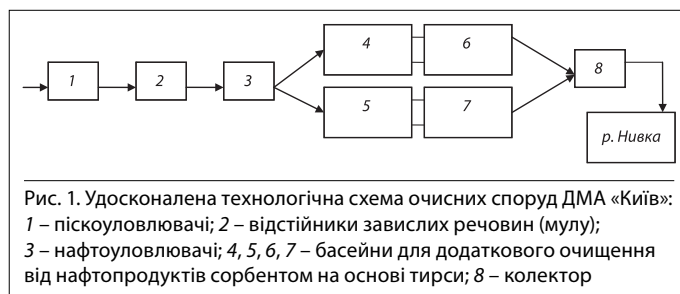 4
6
1
2
3
8
5
7
р. Нивка
Рис. 1. Удосконалена технологічна схема очисних споруд ДМА «Київ»:
1 – піскоуловлювачі; 2 – відстійники завислих речовин (мулу);
3 – нафтоуловлювачі; 4, 5, 6, 7 – басейни для додаткового очищення
від нафтопродуктів сорбентом на основі тирси; 8 – колектор